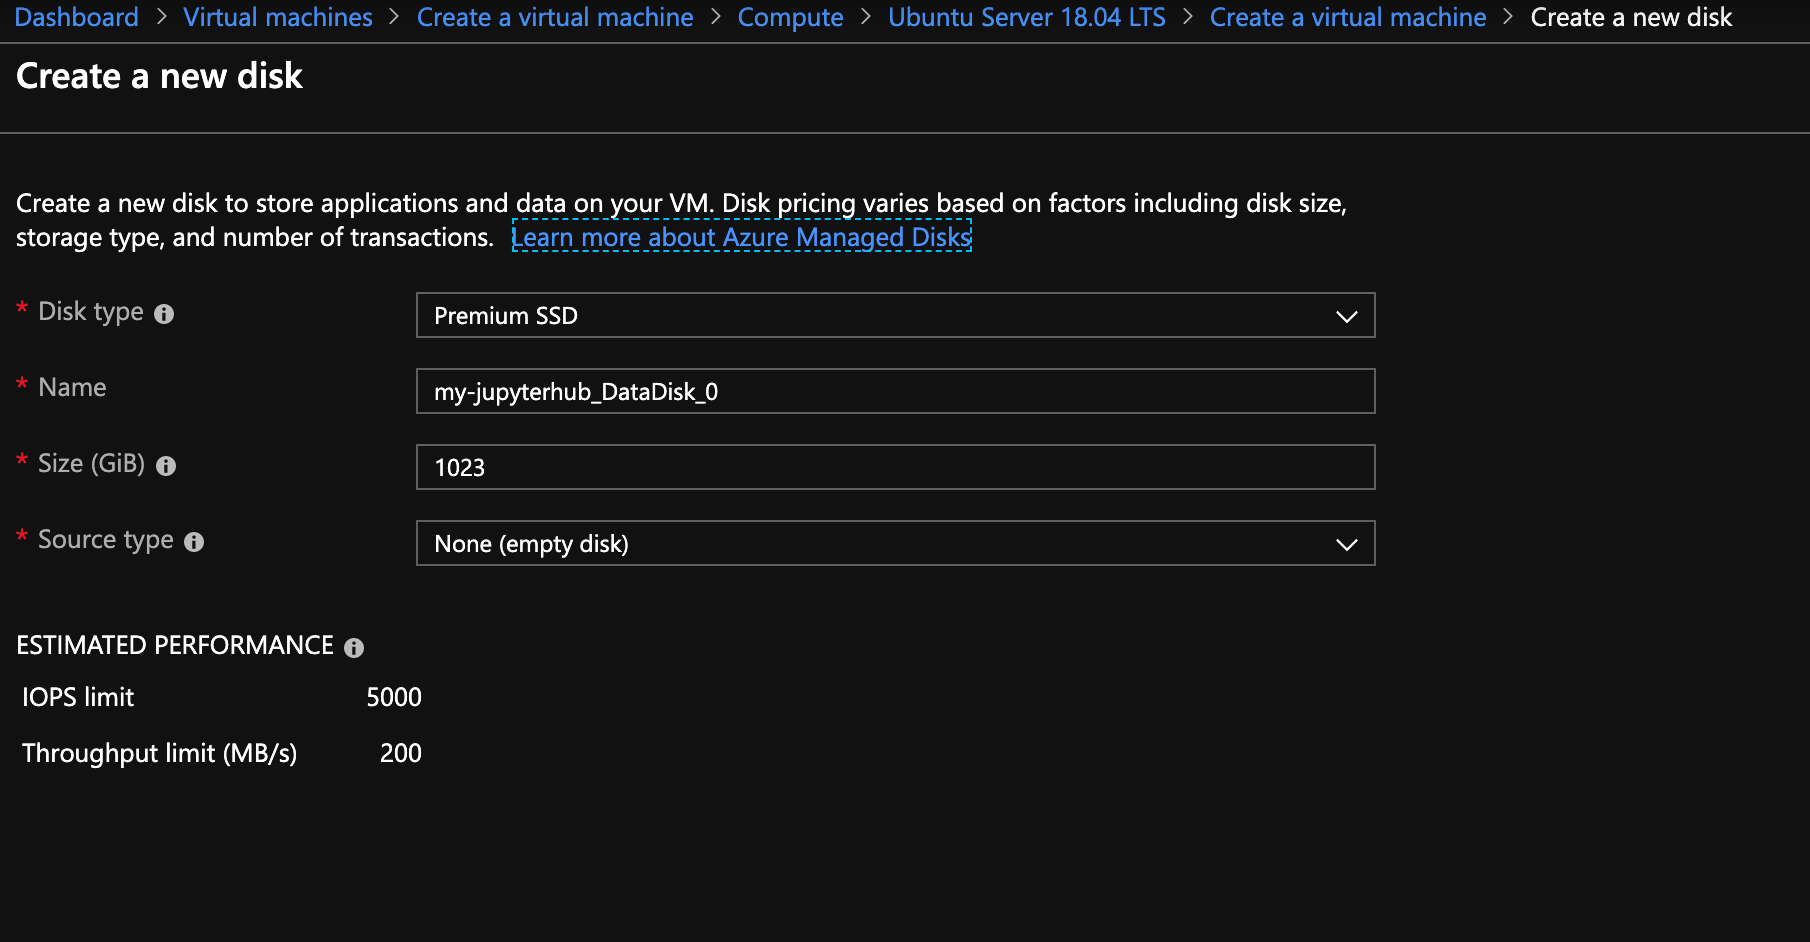 Dashboard > Virtual machines > Create a virtual machine > Compute > Ubuntu Server 18.04 LTS > Create a virtual machine > Create a new disk
Create a new disk
Create a new disk to store applications and data on your VM. Disk pricing varies based on factors including disk size,
storage type, and number of transactions. Learn more about Azure Managed Disks
* Disk type Premium SSD
* Name my-jupyterhub_DataDisk_0
* Size (GiB) 1023
* Source type None (empty disk)
ESTIMATED PERFORMANCE
IOPS limit 5000
Throughput limit (MB/s) 200